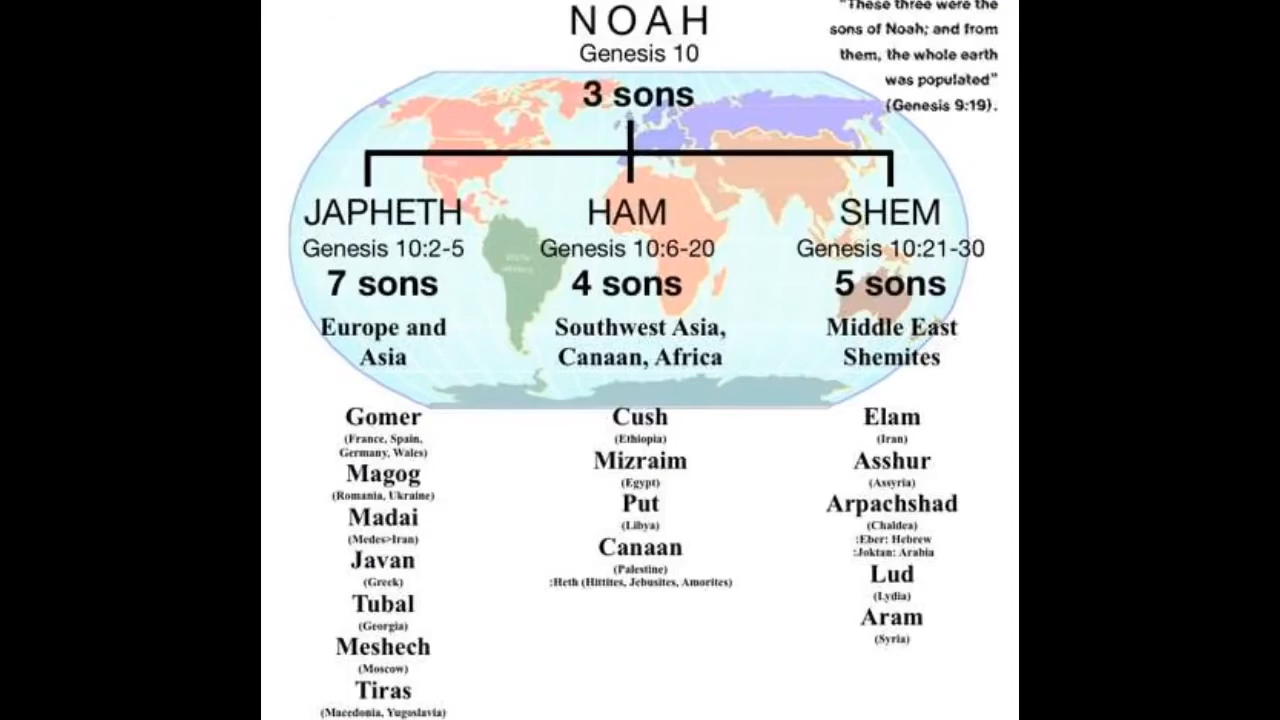 NOAH
Genesis 10
"These three were the
sons of Noah; and from
them, the whole earth
was populated"
(Genesis 9:19).
3 sons
JAPHETH
Genesis 10:2-5
7 sons
Europe and
Asia
Gomer
(France, Spain,
Germany, Wales)
Magog
(Romania, Ukraine)
Madai
(Medes>Iran)
Javan
(Greek)
Tubal
(Georgia)
Meshech
(Moscow)
Tiras
(Macedonia, Yugoslavia)
HAM
Genesis 10:6-20
4 sons
Southwest Asia,
Canaan, Africa
Cush
(Ethiopia)
Mizraim
(Egypt)
Put
(Libya)
Canaan
(Palestine)
:Heth (Hittites, Jebusites, Amorites)
SHEM
Genesis 10:21-30
5 sons
Middle East
Shemites
Elam
(Iran)
Asshur
(Assyria)
Arpachshad
(Chaldea)
:Eber: Hebrew
:Joktan: Arabia
Lud
(Lydia)
Aram
(Syria)